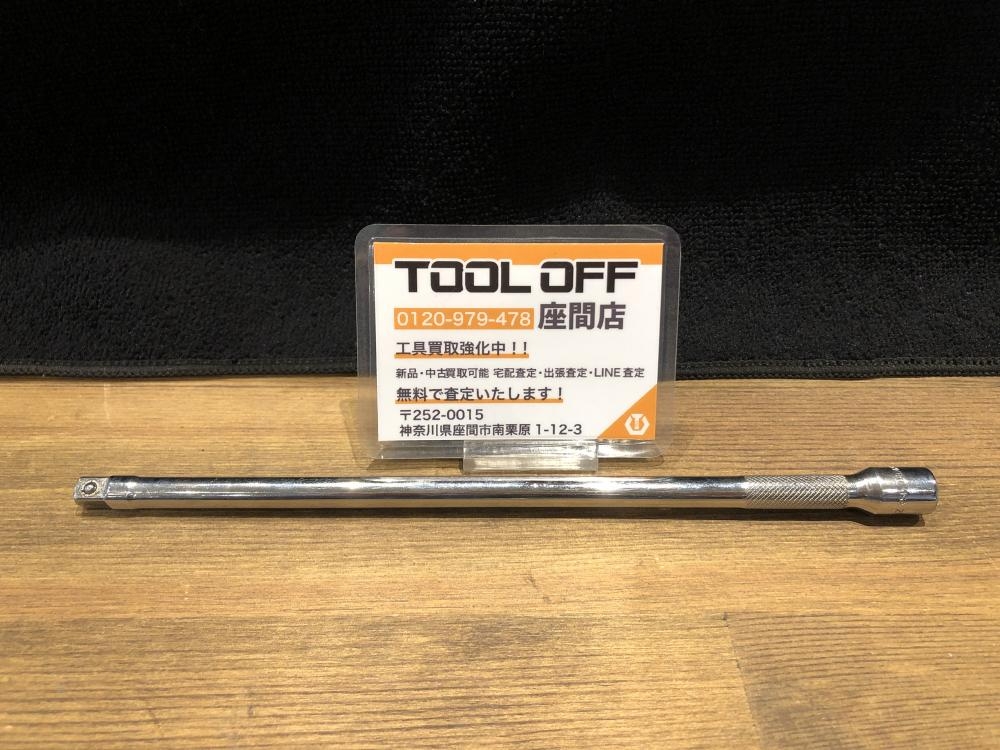 TOOL OFF
0120-979-478 座間店
工具買取強化中!!
新品・中古買取可能 宅配査定・出張査定・LINE査定
無料で査定いたします!
〒252-0015
神奈川県座間市南栗原1-12-3